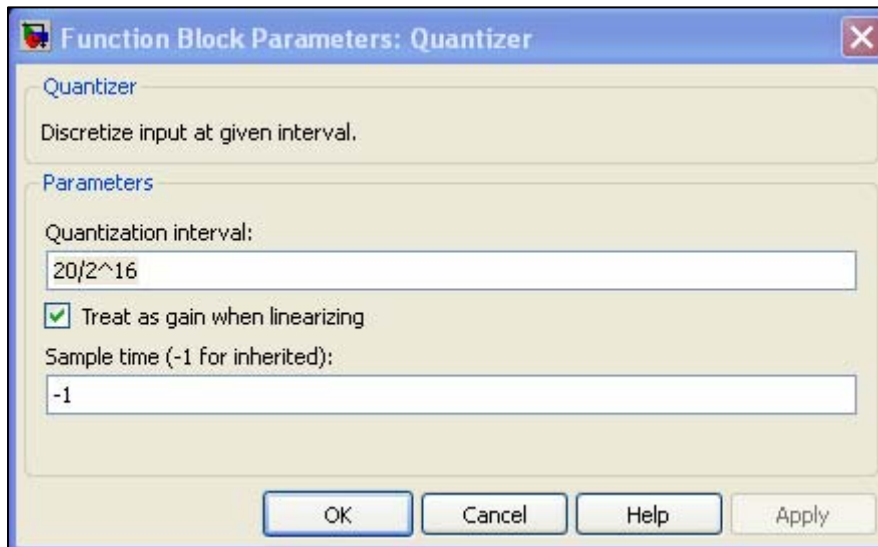 Function Block Parameters: Quantizer
Quantizer
Discretize input at given interval.
Parameters
Quantization interval:
20/2^16
Treat as gain when linearizing
Sample time (-1 for inherited):
-1
OK Cancel Help Apply